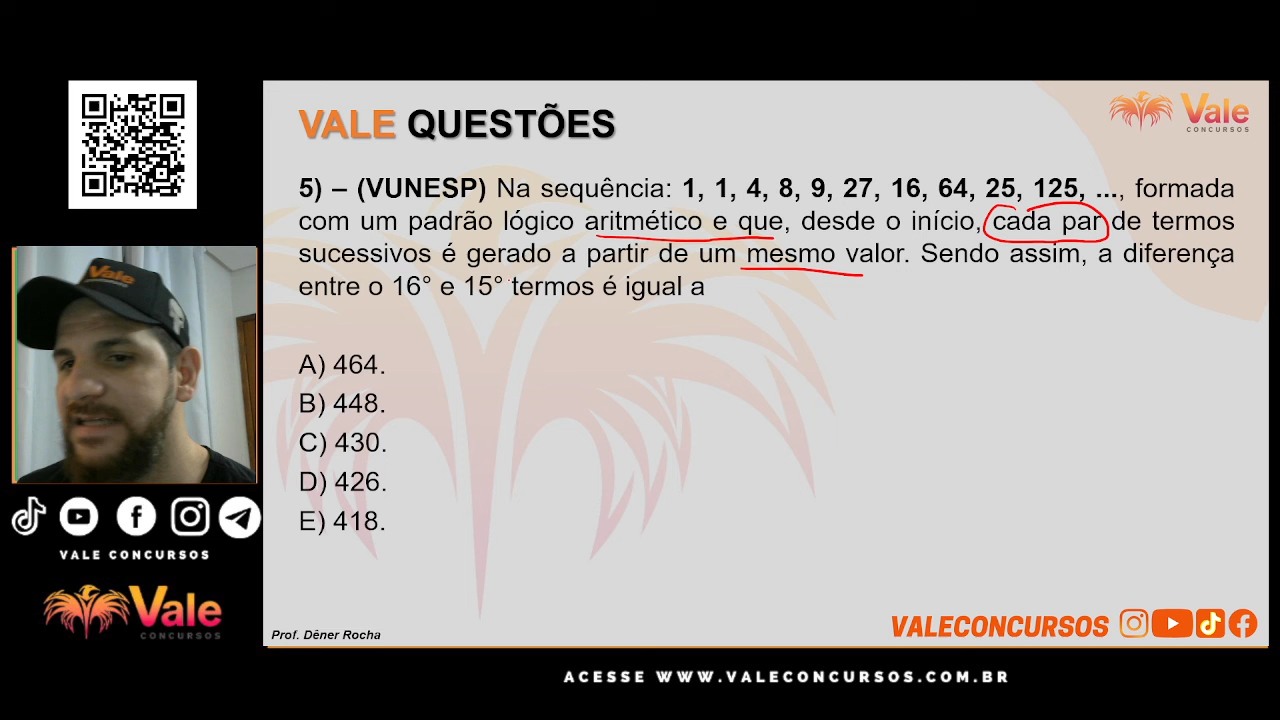 VALE QUESTÕES
Vale
CONCURSOS
5) – (VUNESP) Na sequência: 1, 1, 4, 8, 9, 27, 16, 64, 25, 125, ..., formada
com um padrão lógico aritmético e que, desde o início, cada par de termos
sucessivos é gerado a partir de um mesmo valor. Sendo assim, a diferença
entre o 16° e 15° termos é igual a
A) 464.
B) 448.
C) 430.
D) 426.
E) 418.
Vale
VALE CONCURSOS
Vale
CONCURSOS
Prof. Dêner Rocha
VALECONCURSOS
ACESSE WWW.VALECONCURSOS.COM.BR